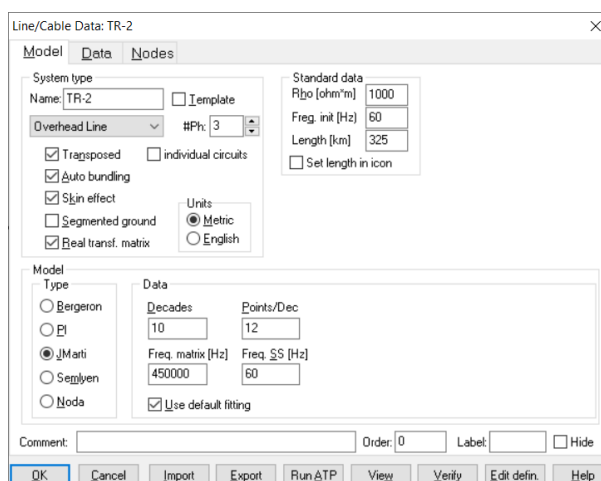 Line/Cable Data: TR-2
Model Data Nodes
System type
Name: TR-2 Template
Overhead Line #Ph: 3
Transposed individual circuits
Auto bundling
Skin effect
Segmented ground
Real transf. matrix
Units
Metric
English
Standard data
Rho [ohm*m] 1000
Freq. init [Hz] 60
Length [km] 325
Set length in icon
Model
Type
Bergeron
PI
JMarti
Semlyen
Noda
Data
Decades Points/Dec
10 12
Freq. matrix [Hz] Freq. SS [Hz]
450000 60
Use default fitting
Comment: Order: 0 Label: Hide
OK Cancel Import Export Run ATP View Verify Edit defin. Help